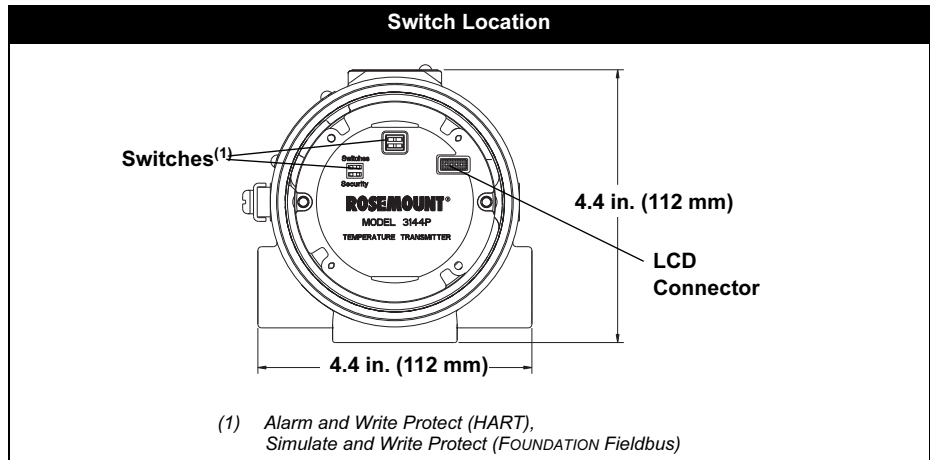 Switch Location
Switches(1)
Switches
Security
ROSEMOUNT®
MODEL 3144P
TEMPERATURE TRANSMITTER
4.4 in. (112 mm)
LCD
Connector
4.4 in. (112 mm)
(1) Alarm and Write Protect (HART),
Simulate and Write Protect (FOUNDATION Fieldbus)